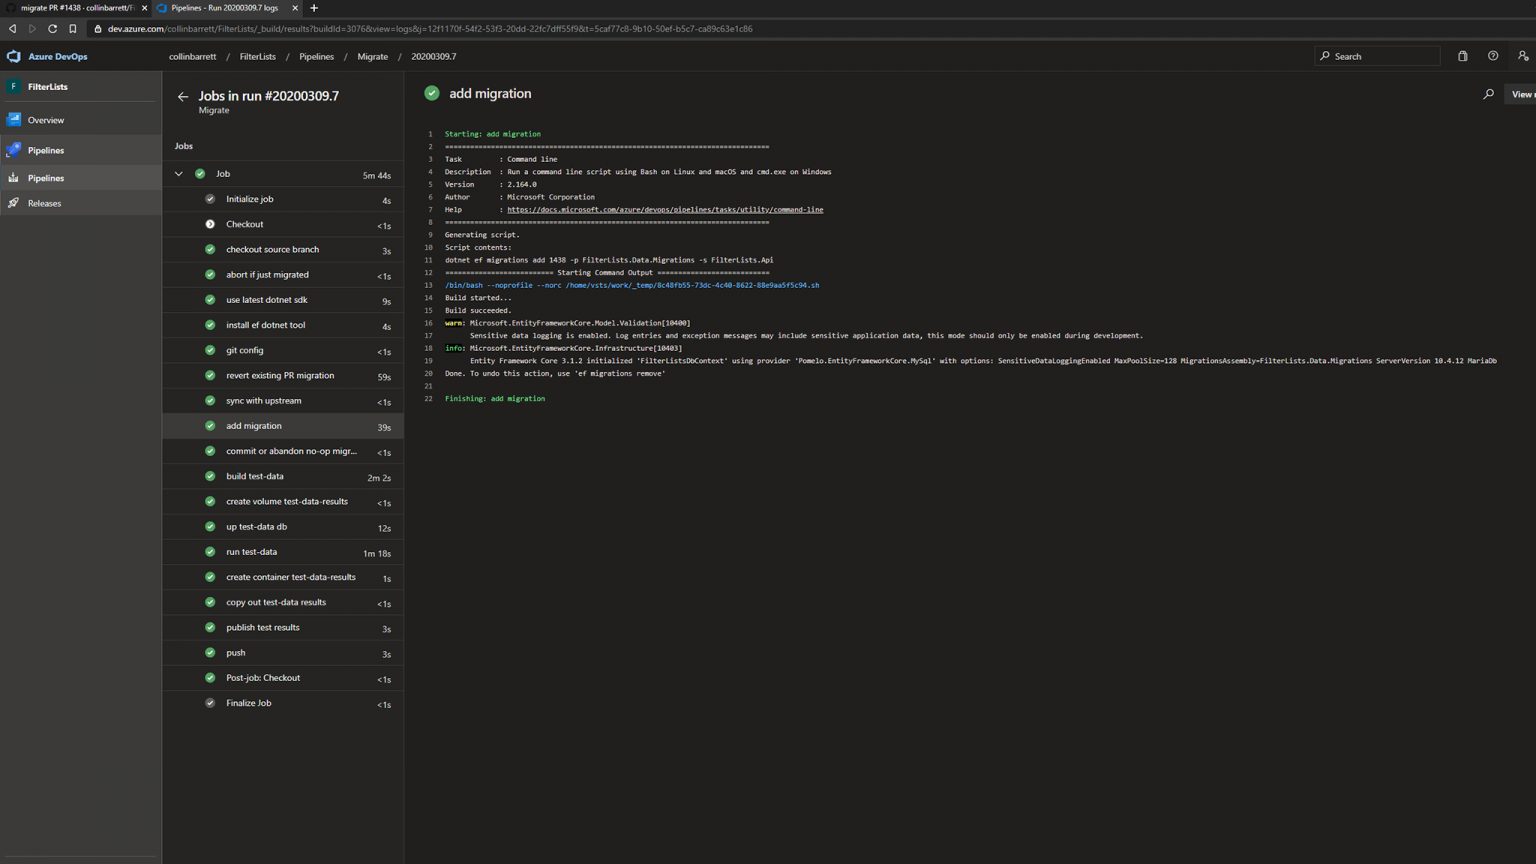 migrate PR #1438 · collinbarrett/Fi
Pipelines - Run 20200309.7 logs
dev.azure.com/collinbarrett/FilterLists/_build/results?buildId=3076&view=logs&j=12f1170f-54f2-53f3-20dd-22fc7dff55f9&t=5caf77c8-9b10-50ef-b5c7-ca89c63e1c86
Azure DevOps
collinbarrett / FilterLists / Pipelines / Migrate / 20200309.7
Search
F FilterLists
Overview
Pipelines
Pipelines
Releases
Jobs in run #20200309.7
Migrate
Jobs
Job 5m 44s
Initialize job 4s
Checkout <1s
checkout source branch 3s
abort if just migrated <1s
use latest dotnet sdk 9s
install ef dotnet tool 4s
git config <1s
revert existing PR migration 59s
sync with upstream <1s
add migration 39s
commit or abandon no-op migr... <1s
build test-data 2m 2s
create volume test-data-results <1s
up test-data db 12s
run test-data 1m 18s
create container test-data-results 1s
copy out test-data results <1s
publish test results 3s
push 3s
Post-job: Checkout <1s
Finalize Job <1s
add migration
View
1 Starting: add migration
2 ==============================================================================
3 Task : Command line
4 Description : Run a command line script using Bash on Linux and macOS and cmd.exe on Windows
5 Version : 2.164.0
6 Author : Microsoft Corporation
7 Help : https://docs.microsoft.com/azure/devops/pipelines/tasks/utility/command-line
8 ==============================================================================
9 Generating script.
10 Script contents:
11 dotnet ef migrations add 1438 -p FilterLists.Data.Migrations -s FilterLists.Api
12 ========================== Starting Command Output ===========================
13 /bin/bash --noprofile --norc /home/vsts/work/_temp/8c48fb55-73dc-4c40-8622-88e9aa5f5c94.sh
14 Build started...
15 Build succeeded.
16 warn: Microsoft.EntityFrameworkCore.Model.Validation[10400]
17 Sensitive data logging is enabled. Log entries and exception messages may include sensitive application data, this mode should only be enabled during development.
18 info: Microsoft.EntityFrameworkCore.Infrastructure[10403]
19 Entity Framework Core 3.1.2 initialized 'FilterListsDbContext' using provider 'Pomelo.EntityFrameworkCore.MySql' with options: SensitiveDataLoggingEnabled MaxPoolSize=128 MigrationsAssembly=FilterLists.Data.Migrations ServerVersion 10.4.12 MariaDb
20 Done. To undo this action, use 'ef migrations remove'
21
22 Finishing: add migration